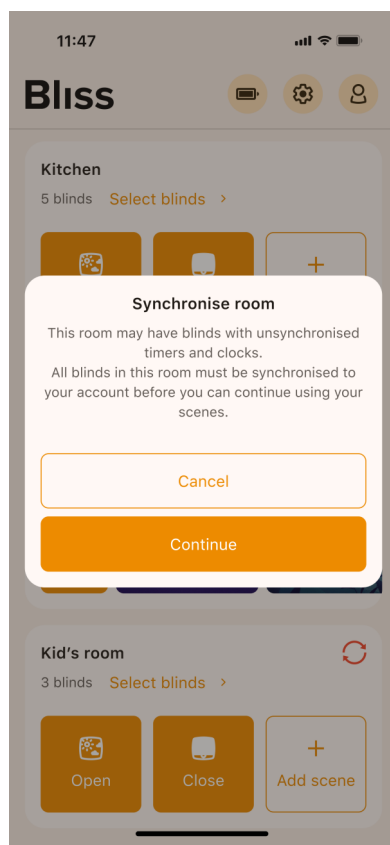 11:47
Blıss
Kitchen
5 blinds Select blinds >
Synchronise room
This room may have blinds with unsynchronised
timers and clocks.
All blinds in this room must be synchronised to
your account before you can continue using your
scenes.
Cancel
Continue
Kid's room
3 blinds Select blinds >
Open
Close
+
Add scene